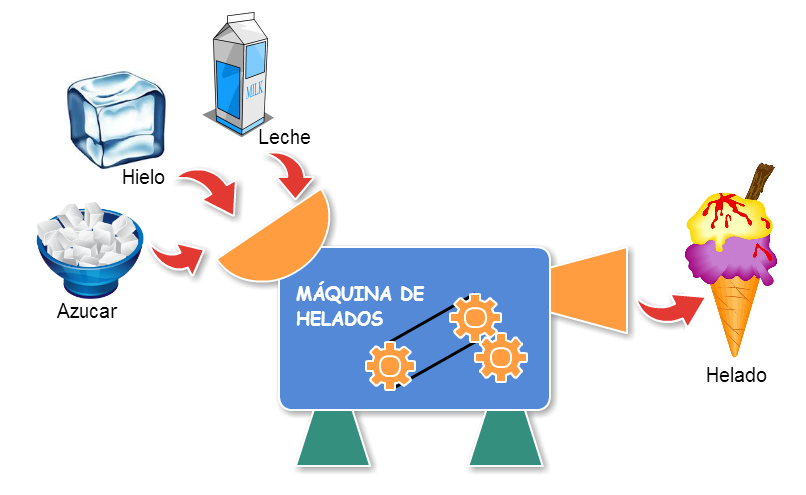 MILK
Leche
Hielo
Azucar
MÁQUINA DE
HELADOS
Helado